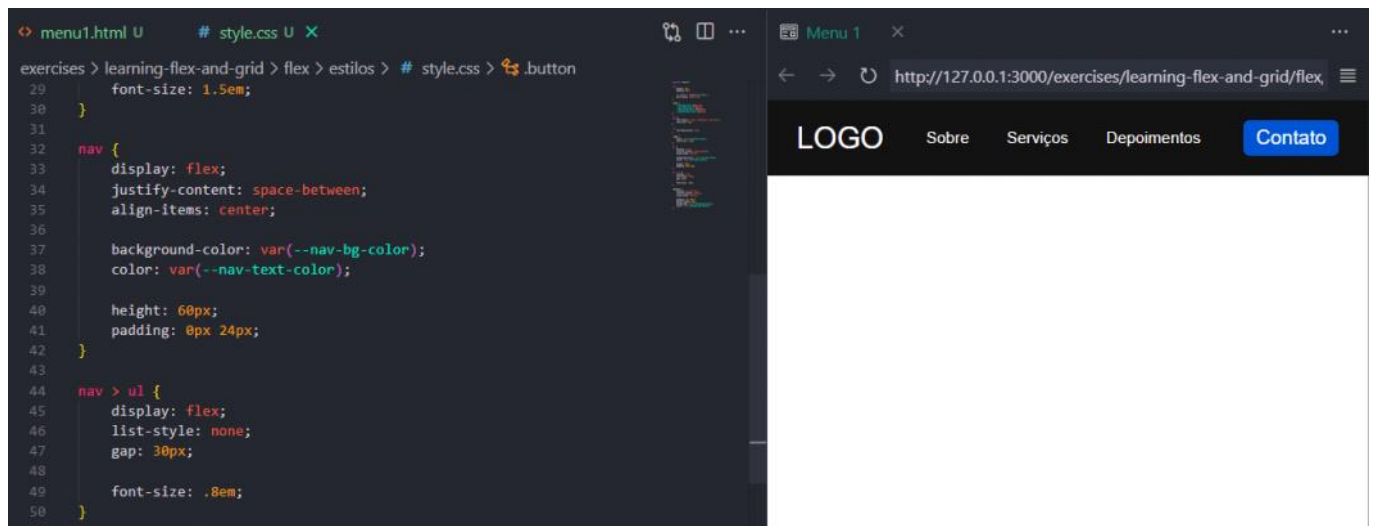 menu1.html U
# style.css U
exercises > learning-flex-and-grid > flex > estilos > # style.css > .button
29 font-size: 1.5em;
30 }
31
32 nav {
33 display: flex;
34 justify-content: space-between;
35 align-items: center;
36
37 background-color: var(--nav-bg-color);
38 color: var(--nav-text-color);
39
40 height: 60px;
41 padding: 0px 24px;
42 }
43
44 nav > ul {
45 display: flex;
46 list-style: none;
47 gap: 30px;
48
49 font-size: .8em;
50 }
Menu 1
http://127.0.0.1:3000/exercises/learning-flex-and-grid/flex,
LOGO Sobre Serviços Depoimentos Contato